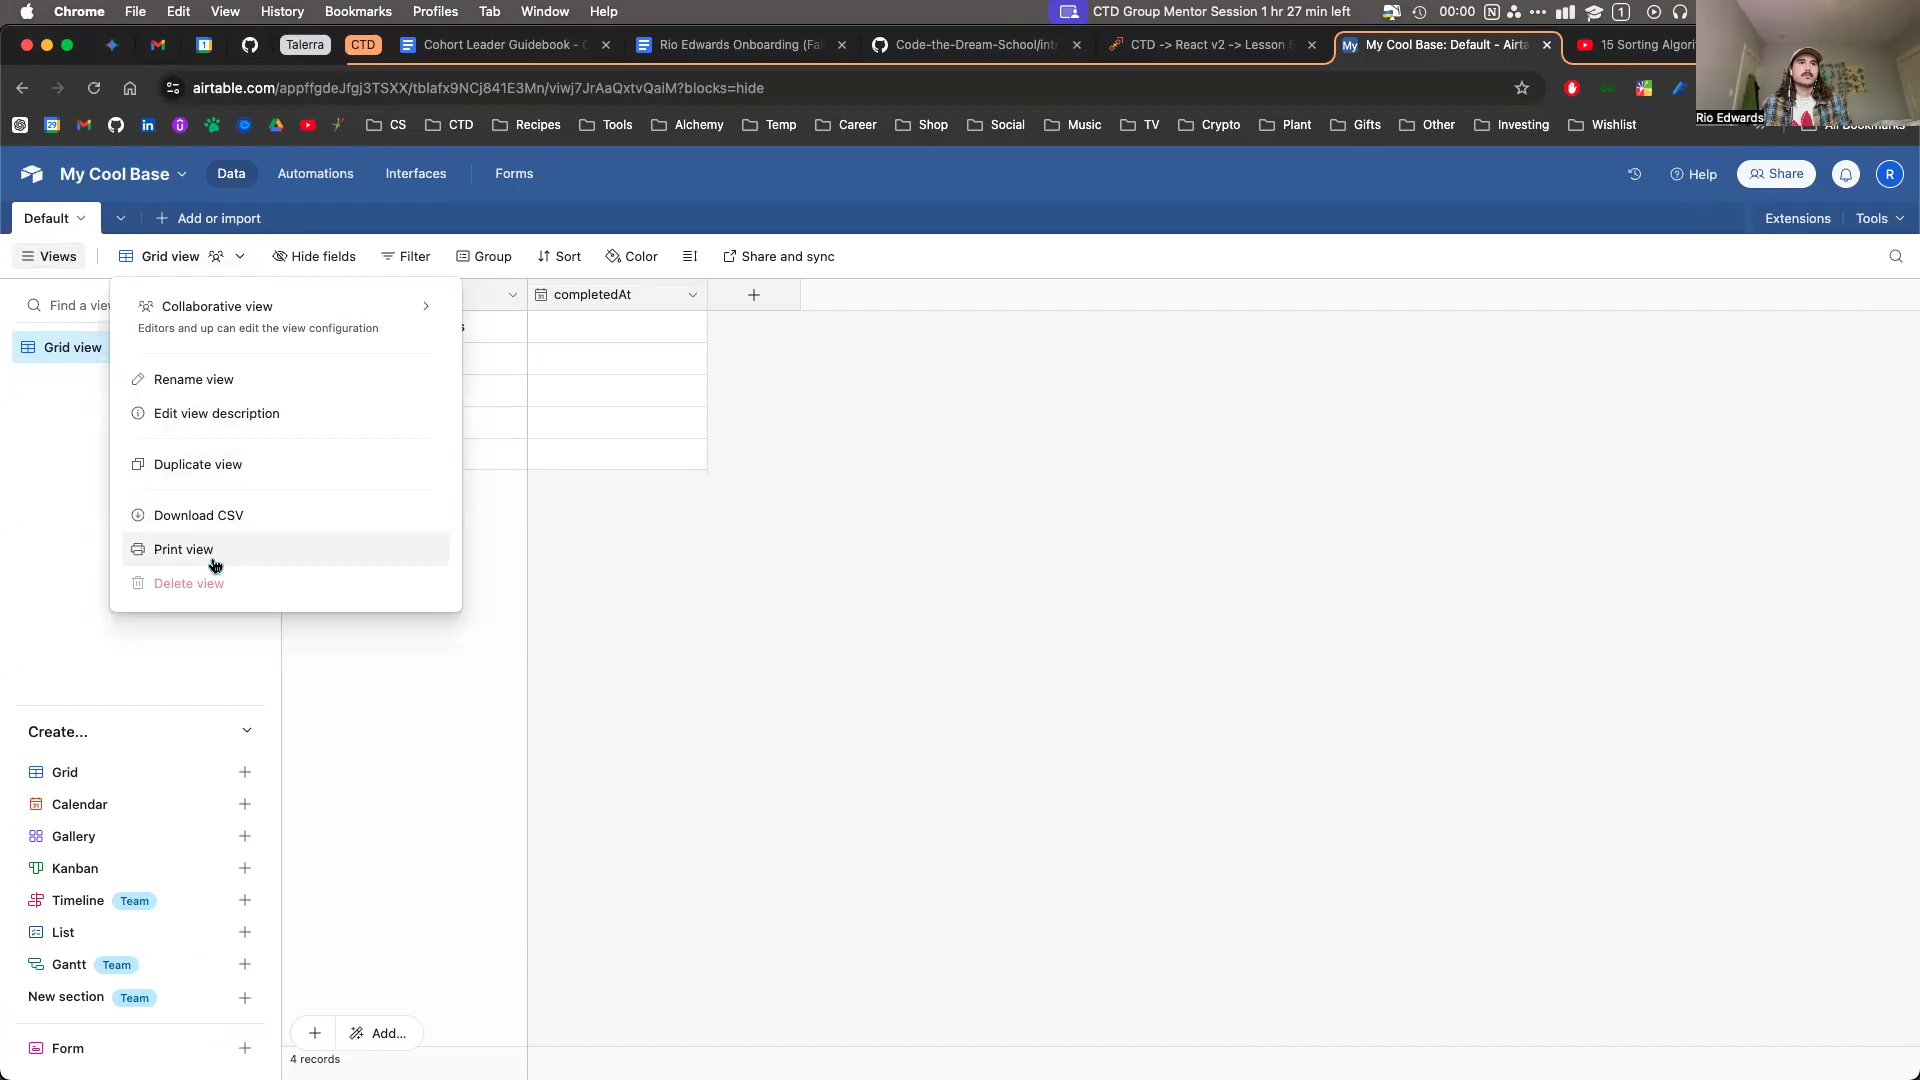 Chrome File Edit View History Bookmarks Profiles Tab Window Help CTD Group Mentor Session 1 hr 27 min left 00:00 1
Talerra CTD Cohort Leader Guidebook - Rio Edwards Onboarding (Fal Code-the-Dream-School/int CTD -> React v2 -> Lesson My Cool Base: Default - Airta 15 Sorting Algori
airtable.com/appffgdeJfgj3TSXX/tblafx9NCj841E3Mn/viwj7JrAaQxtvQaiM?blocks=hide
Rio Edwards
CS CTD Recipes Tools Alchemy Temp Career Shop Social Music TV Crypto Plant Gifts Other Investing Wishlist All Bookmarks
My Cool Base Data Automations Interfaces Forms Help Share R
Default Add or import Extensions Tools
Views Grid view Hide fields Filter Group Sort Color Share and sync
Find a view
Collaborative view
Editors and up can edit the view configuration
completedAt
s
Grid view
Rename view
Edit view description
Duplicate view
Download CSV
Print view
Delete view
Create...
Grid
Calendar
Gallery
Kanban
Timeline Team
List
Gantt Team
New section Team
Form
Add...
4 records